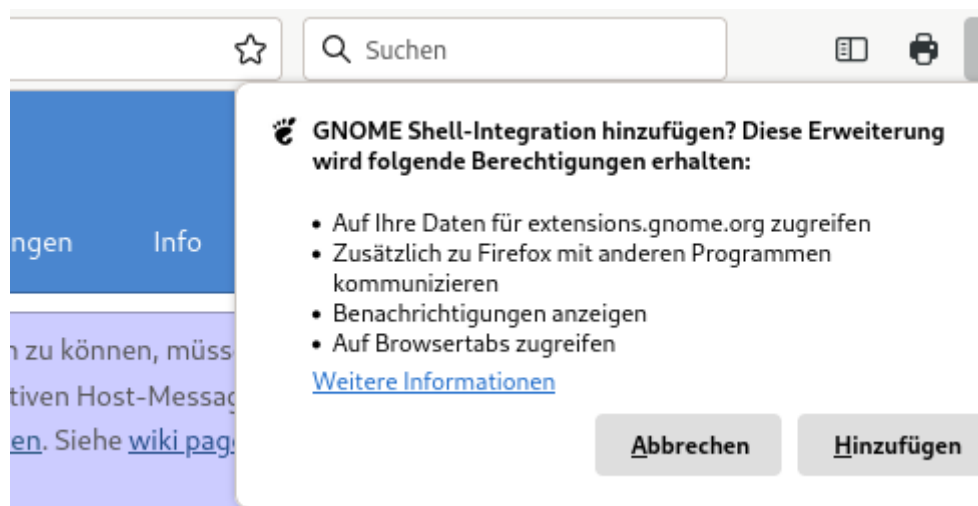 Suchen
GNOME Shell-Integration hinzufügen? Diese Erweiterung
wird folgende Berechtigungen erhalten:
• Auf Ihre Daten für extensions.gnome.org zugreifen
• Zusätzlich zu Firefox mit anderen Programmen
kommunizieren
• Benachrichtigungen anzeigen
• Auf Browsertabs zugreifen
Weitere Informationen
Abbrechen Hinzufügen
ngen Info
n zu können, müss
tiven Host-Messag
en. Siehe wiki pag